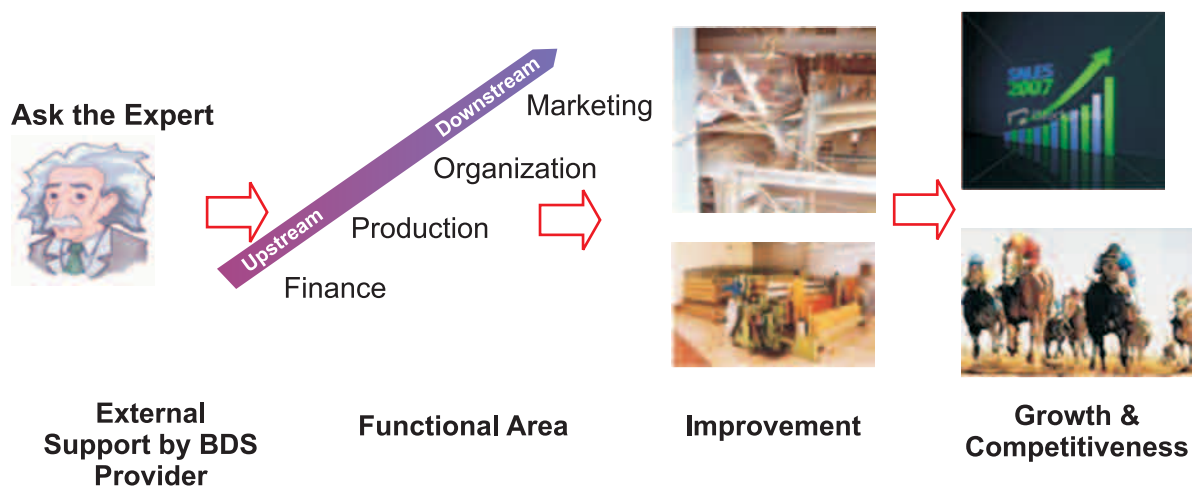 Ask the Expert
Upstream
Downstream
Marketing
Organization
Production
Finance
SALES
2007
External
Support by BDS
Provider
Functional Area
Improvement
Growth &
Competitiveness